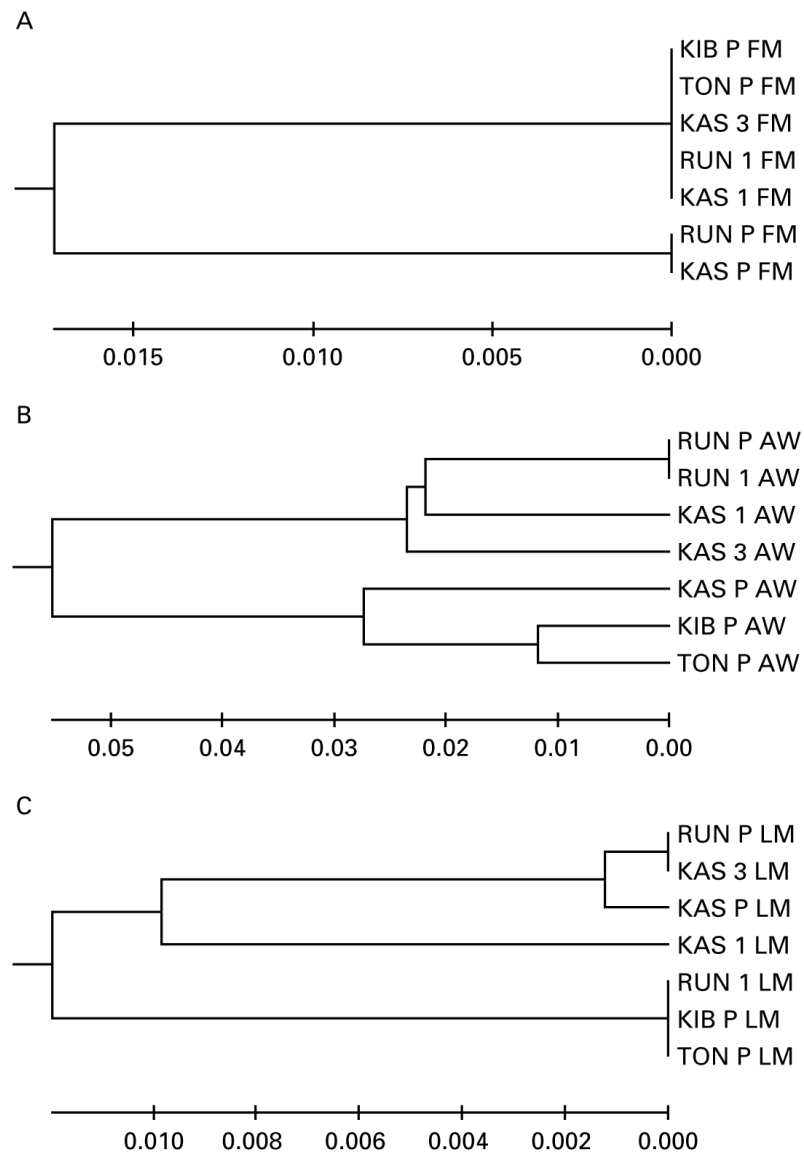 A
KIB P FM
TON P FM
KAS 3 FM
RUN 1 FM
KAS 1 FM
RUN P FM
KAS P FM
0.015 0.010 0.005 0.000
B
RUN P AW
RUN 1 AW
KAS 1 AW
KAS 3 AW
KAS P AW
KIB P AW
TON P AW
0.05 0.04 0.03 0.02 0.01 0.00
C
RUN P LM
KAS 3 LM
KAS P LM
KAS 1 LM
RUN 1 LM
KIB P LM
TON P LM
0.010 0.008 0.006 0.004 0.002 0.000